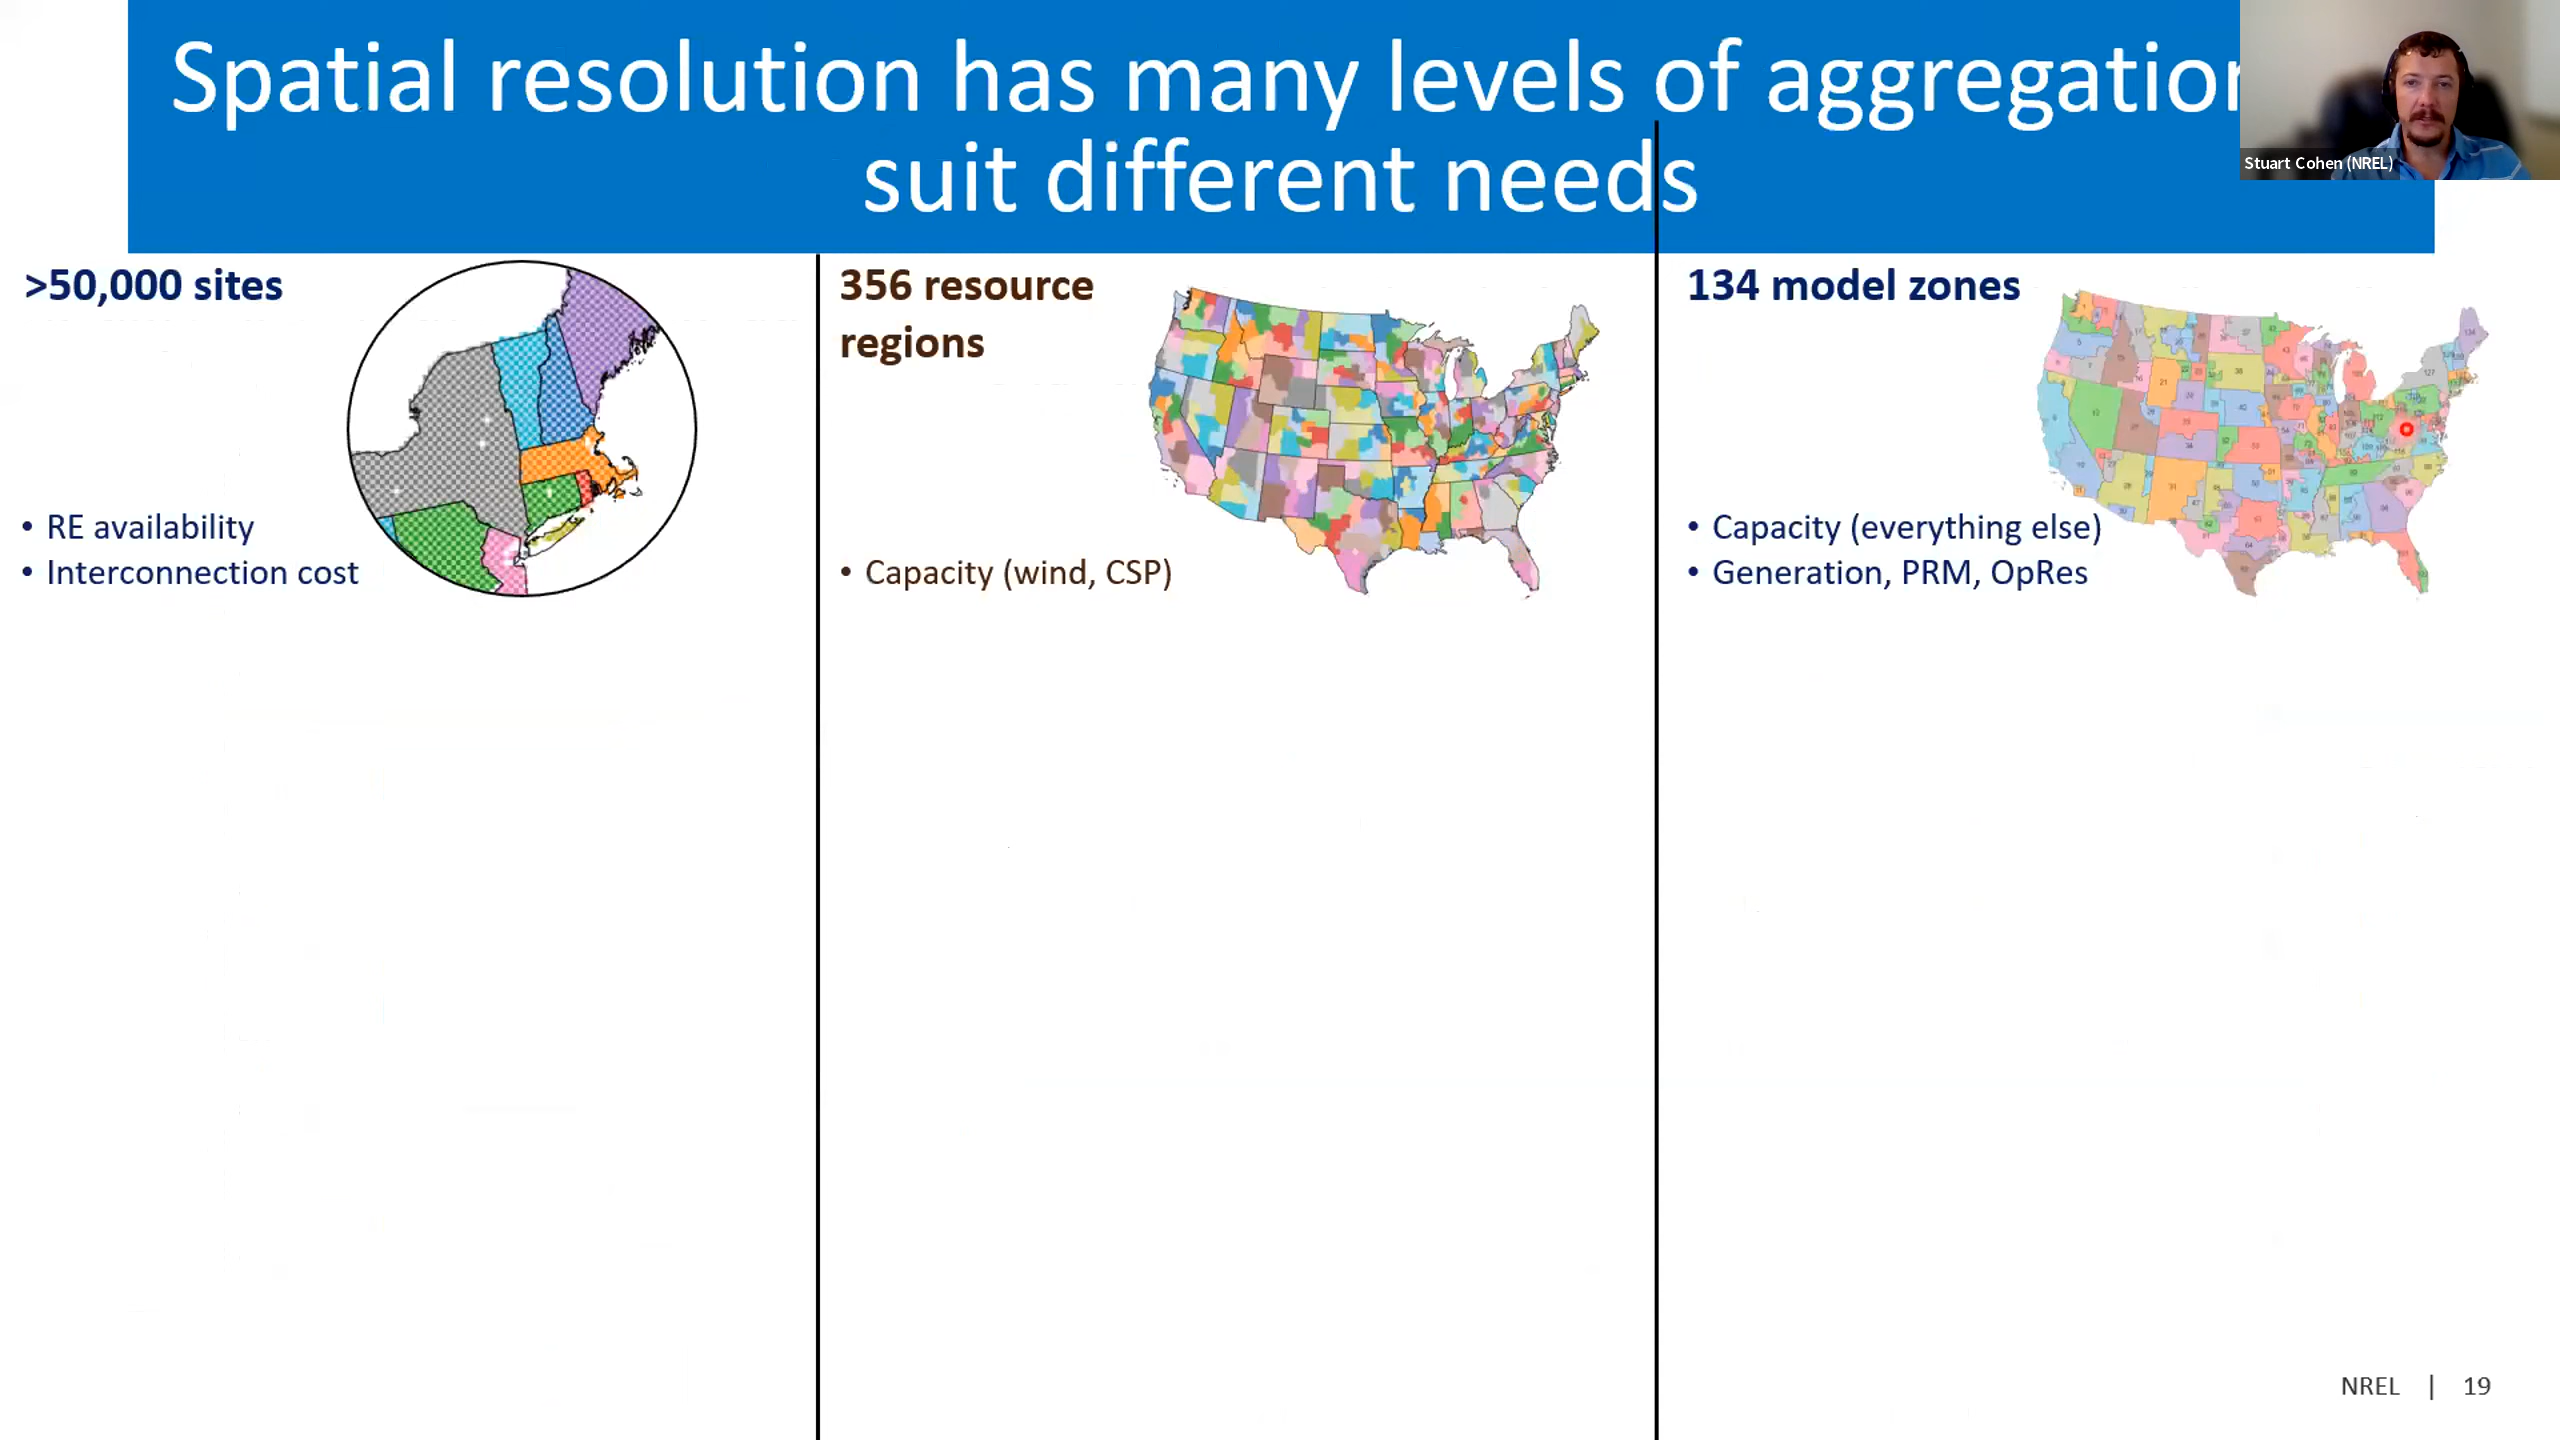 Spatial resolution has many levels of aggregation
suit different needs
Stuart Cohen (NREL)
>50,000 sites
• RE availability
• Interconnection cost
356 resource
regions
• Capacity (wind, CSP)
134 model zones
• Capacity (everything else)
• Generation, PRM, OpRes
NREL | 19